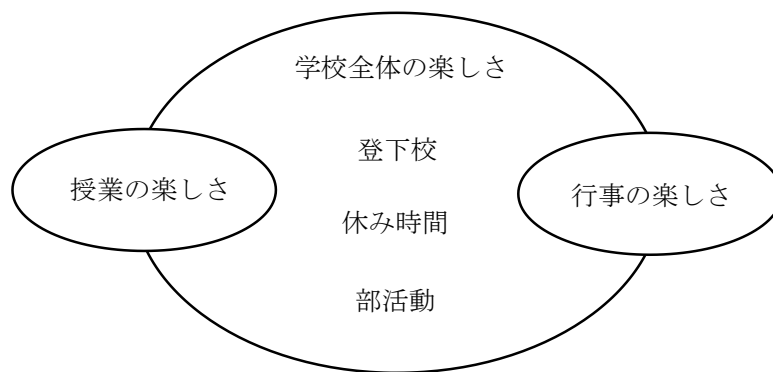 学校全体の楽しさ
登下校
授業の楽しさ
行事の楽しさ
休み時間
部活動